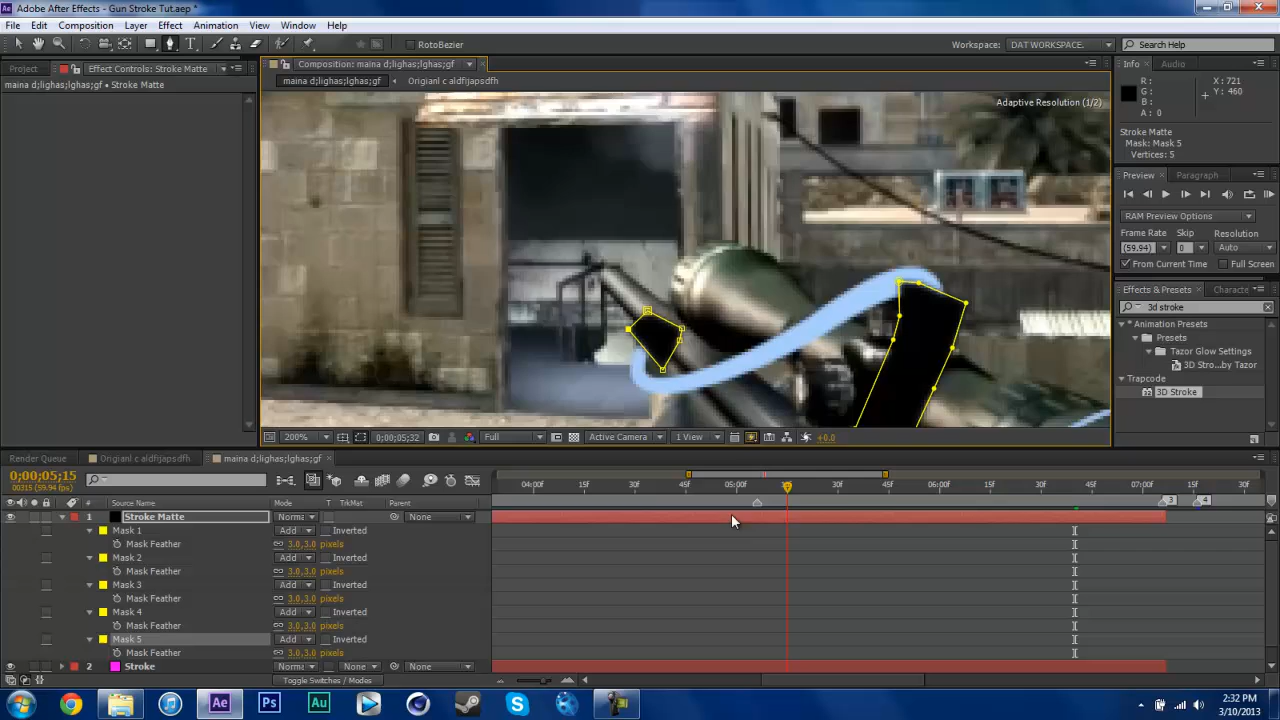 Adobe After Effects - Gun Stroke Tut.aep *
File Edit Composition Layer Effect Animation View Window Help
RotoBezier
Workspace: DAT WORKSPACE.
Search Help
Project
Effect Controls: Stroke Matte
Composition: maina d;lighas;lghas;gf
Info
Audio
maina d;lighas;lghas;gf • Stroke Matte
maina d;lighas;lghas;gf
Origianl c aldfijapsdfh
R :
G :
B :
A : 0
X : 721
Y : 460
Adaptive Resolution (1/2)
Stroke Matte
Mask: Mask 5
Vertices: 5
Preview
Paragraph
RAM Preview Options
Frame Rate Skip Resolution
(59.94) 0 Auto
From Current Time Full Screen
Effects & Presets
Characte
3d stroke
* Animation Presets
Presets
Tazor Glow Settings
3D Stro...by Tazor
Trapcode
3D Stroke
200% 0;00;05;32 Full Active Camera 1 View +0.0
Render Queue
Origianl c aldfijapsdfh
maina d;lighas;lghas;gf
0;00;05;15
00315 (59.94 fps)
04:00f 15f 30f 45f 05:00f 15f 30f 45f 06:00f 15f 30f 45f 07:00f 15f 30f
# Source Name Mode T TrkMat Parent
3 4
1 Stroke Matte Norma None
Mask 1 Add Inverted
Mask Feather 3.0,3.0 pixels
Mask 2 Add Inverted
Mask Feather 3.0,3.0 pixels
Mask 3 Add Inverted
Mask Feather 3.0,3.0 pixels
Mask 4 Add Inverted
Mask Feather 3.0,3.0 pixels
Mask 5 Add Inverted
Mask Feather 3.0,3.0 pixels
2 Stroke Norma None None
Toggle Switches / Modes
2:32 PM
3/10/2013